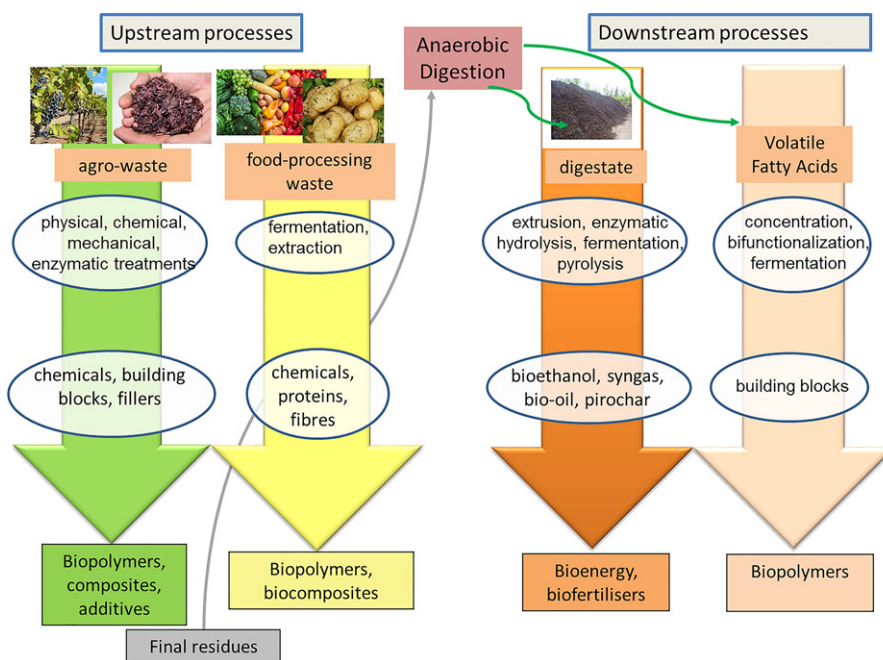 Upstream processes
Anaerobic
Digestion
Downstream processes
agro-waste
food-processing
waste
digestate
Volatile
Fatty Acids
physical, chemical,
mechanical,
enzymatic treatments
fermentation,
extraction
extrusion, enzymatic
hydrolysis, fermentation,
pyrolysis
concentration,
bifunctionalization,
fermentation
chemicals, building
blocks, fillers
chemicals,
proteins,
fibres
bioethanol, syngas,
bio-oil, pirochar
building blocks
Biopolymers,
composites,
additives
Biopolymers,
biocomposites
Bioenergy,
biofertilisers
Biopolymers
Final residues